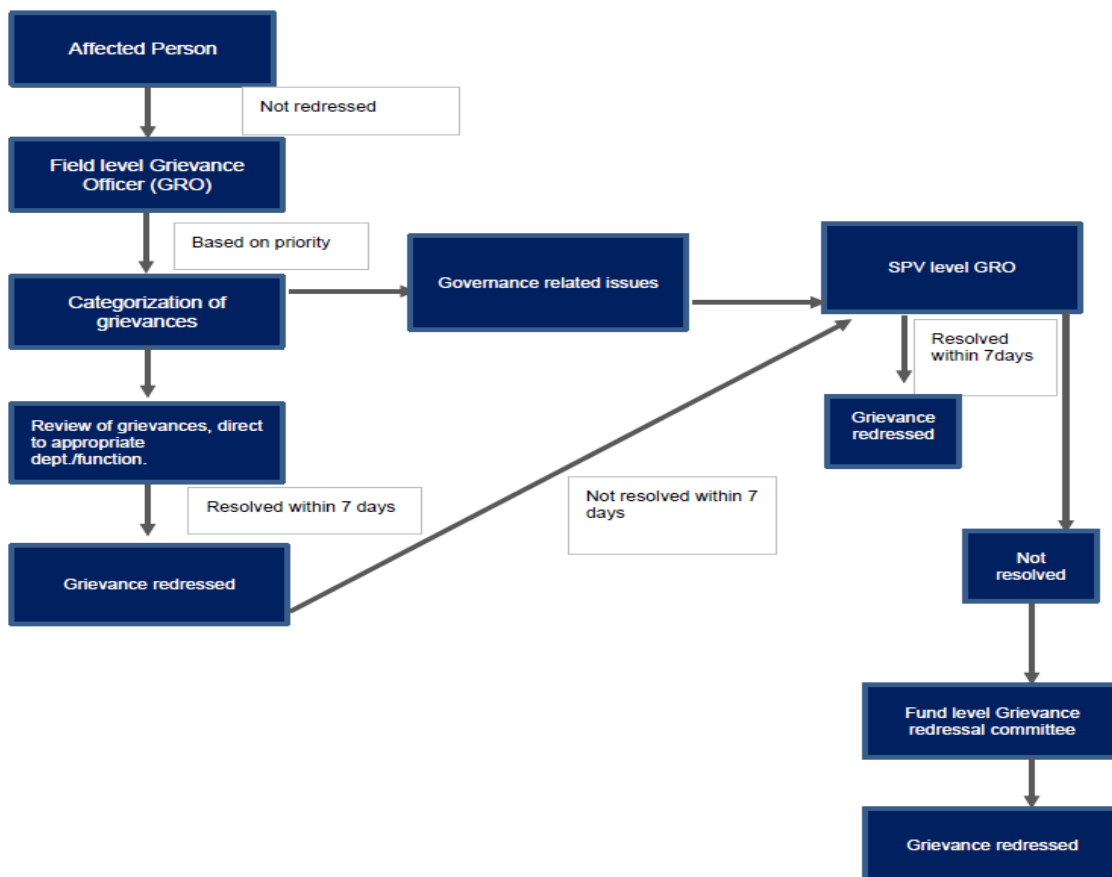 Affected Person
Not redressed
Field level Grievance
Officer (GRO)
Based on priority
Categorization of
grievances
Governance related issues
SPV level GRO
Resolved
within 7days
Grievance
redressed
Review of grievances, direct
to appropriate
dept./function.
Resolved within 7 days
Not resolved within 7
days
Grievance redressed
Not
resolved
Fund level Grievance
redressal committee
Grievance redressed